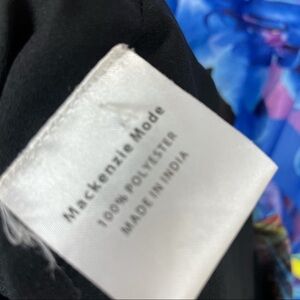 Mackenzie Mode
100% POLYESTER
MADE IN INDIA